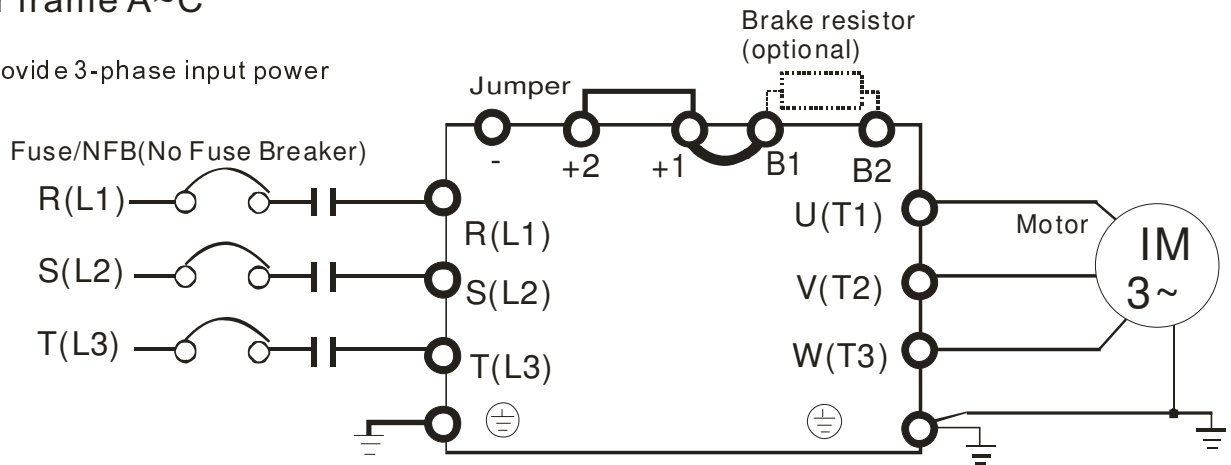 frame A~C
Brake resistor
(optional)
3-phase input power
Jumper
Fuse/NFB(No Fuse Breaker)
- +2 +1 B1 B2
R(L1) R(L1) U(T1) Motor IM
3~
S(L2) S(L2) V(T2)
T(L3) T(L3) W(T3)